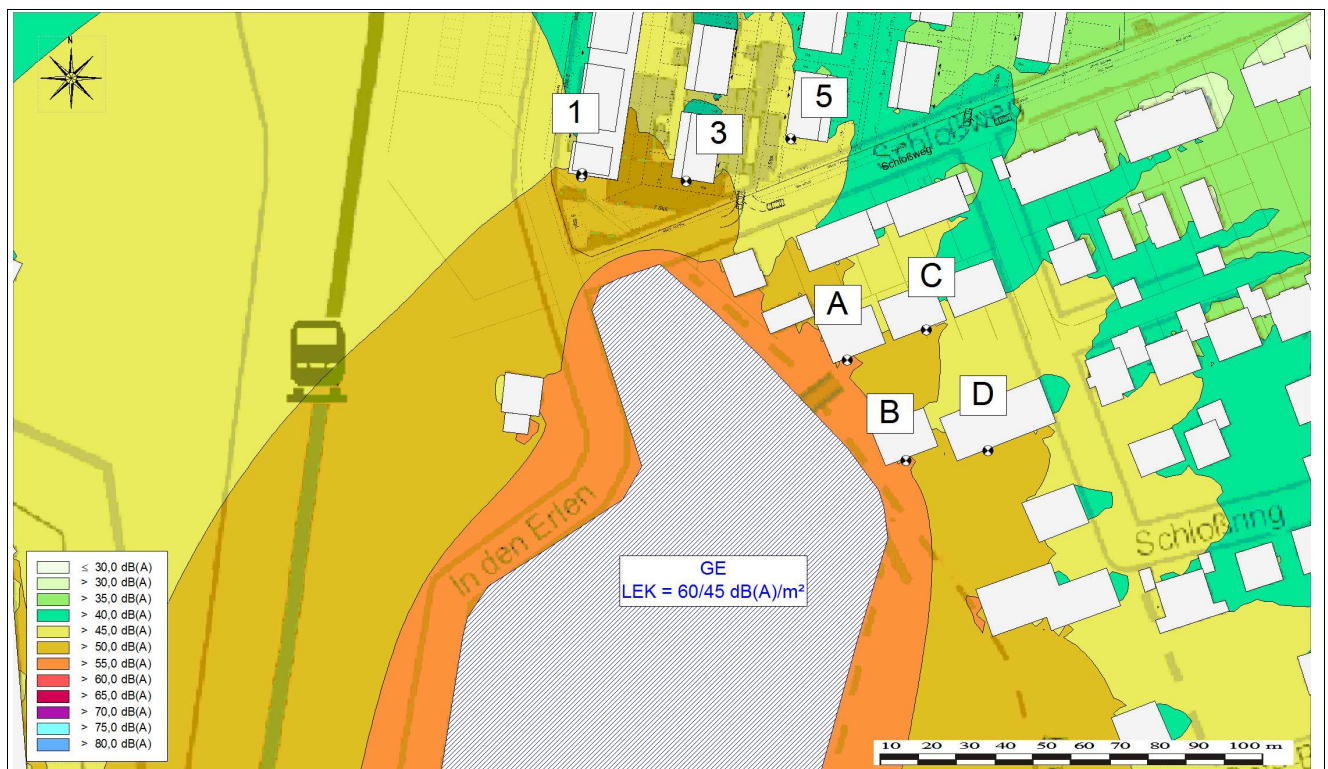 N
1
3
5
Schloßweg
Schloßweg
A
C
B
D
In den Erlen
GE
LEK = 60/45 dB(A)/m²
Schloßring
≤ 30,0 dB(A)
> 30,0 dB(A)
> 35,0 dB(A)
> 40,0 dB(A)
> 45,0 dB(A)
> 50,0 dB(A)
> 55,0 dB(A)
> 60,0 dB(A)
> 65,0 dB(A)
> 70,0 dB(A)
> 75,0 dB(A)
> 80,0 dB(A)
10 20 30 40 50 60 70 80 90 100 m